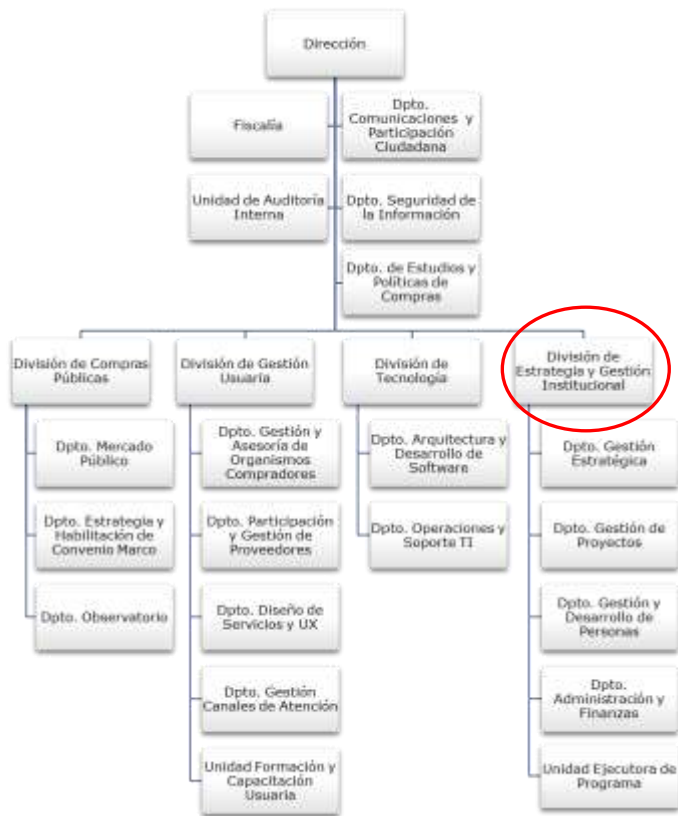 Dirección
Fiscalía
Dpto.
Comunicaciones y
Participación
Ciudadana
Unidad de Auditoría
Interna
Dpto. Seguridad de
la Información
Dpto. de Estudios y
Políticas de
Compras
División de Compras
Públicas
División de Gestión
Usuaria
División de
Tecnología
División de
Estrategia y Gestión
Institucional
Dpto. Mercado
Público
Dpto. Estrategia y
Habilitación de
Convenio Marco
Dpto. Observatorio
Dpto. Gestión y
Asesoría de
Organismos
Compradores
Dpto. Participación
y Gestión de
Proveedores
Dpto. Diseño de
Servicios y UX
Dpto. Gestión
Canales de Atención
Unidad Formación y
Capacitación
Usuaria
Dpto. Arquitectura y
Desarrollo de
Software
Dpto. Operaciones y
Soporte TI
Dpto. Gestión
Estratégica
Dpto. Gestión de
Proyectos
Dpto. Gestión y
Desarrollo de
Personas
Dpto.
Administración y
Finanzas
Unidad Ejecutora de
Programa